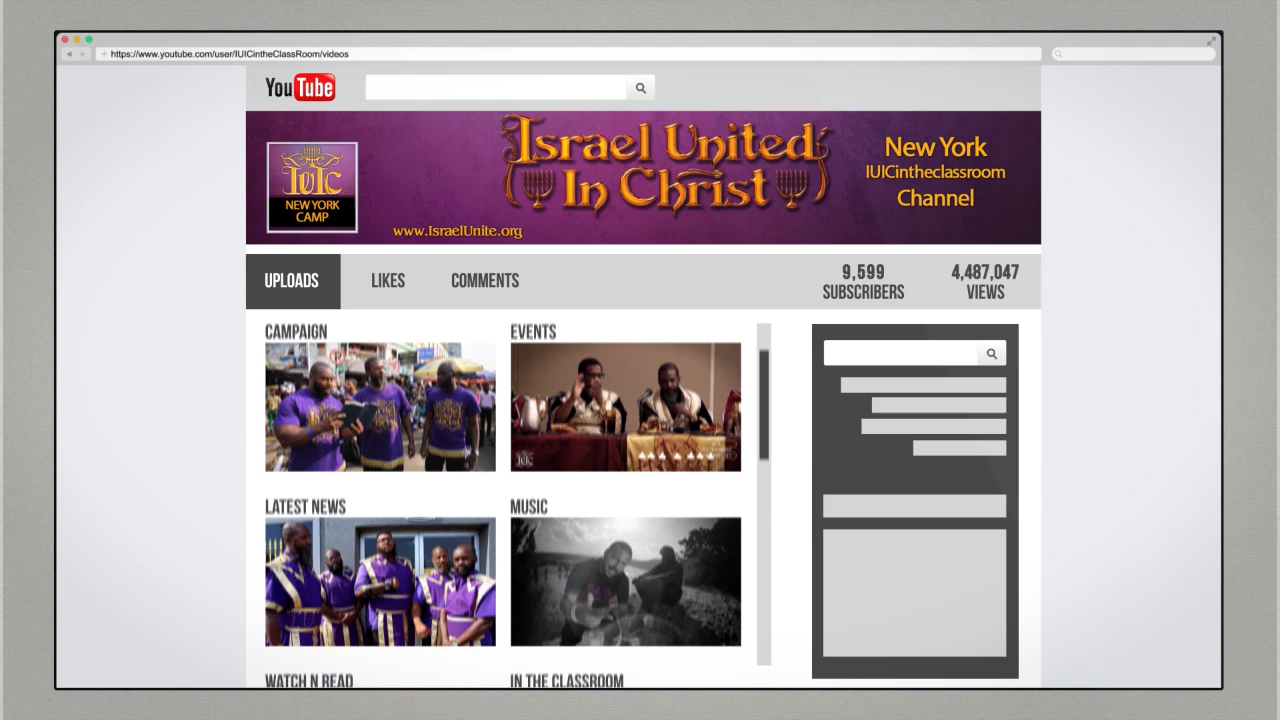 https://www.youtube.com/user/IUICintheClassRoom/videos
YouTube
IUIC
NEW YORK
CAMP
www.IsraelUnite.org
Israel United
In Christ
New York
IUICintheclassroom
Channel
UPLOADS
LIKES
COMMENTS
9,599
SUBSCRIBERS
4,487,047
VIEWS
CAMPAIGN
EVENTS
IUIC
LATEST NEWS
MUSIC
WATCH N READ
IN THE CLASSROOM